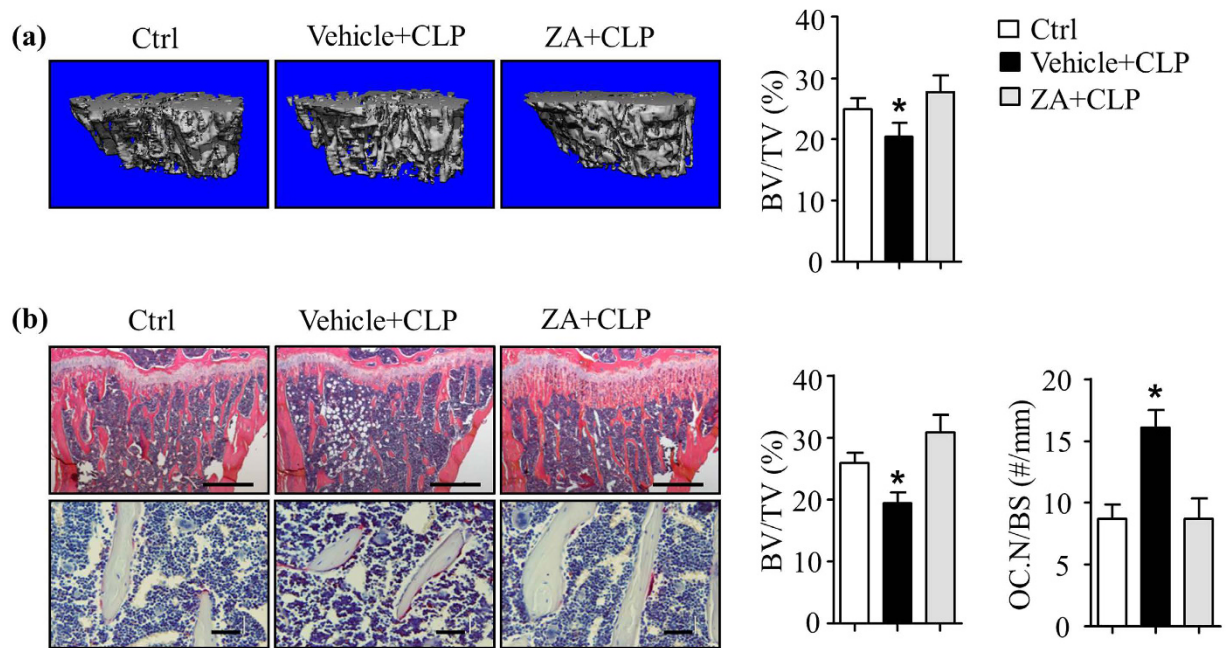 (a)
Ctrl
Vehicle+CLP
ZA+CLP
BV/TV (%)
40
30
20
10
0
*
Ctrl
Vehicle+CLP
ZA+CLP
(b)
Ctrl
Vehicle+CLP
ZA+CLP
BV/TV (%)
40
30
20
10
0
*
OC.N/BS (#/mm)
20
15
10
5
0
*